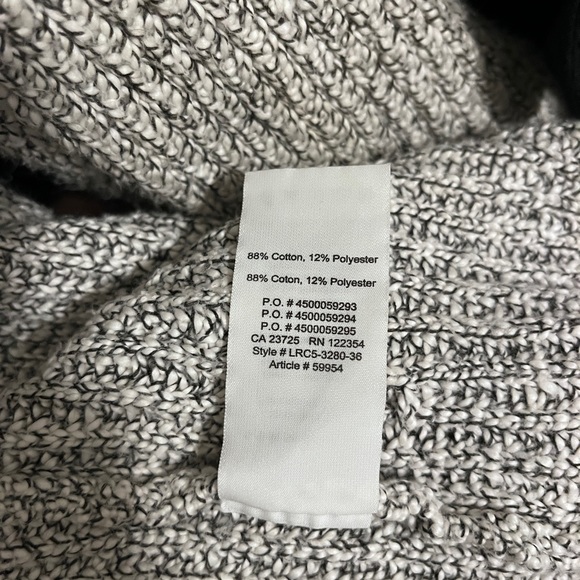 88% Cotton, 12% Polyester
88% Coton, 12% Polyester
P.O. # 4500059293
P.O. # 4500059294
P.O. # 4500059295
CA 23725 RN 122354
Style # LRC5-3280-36
Article # 59954